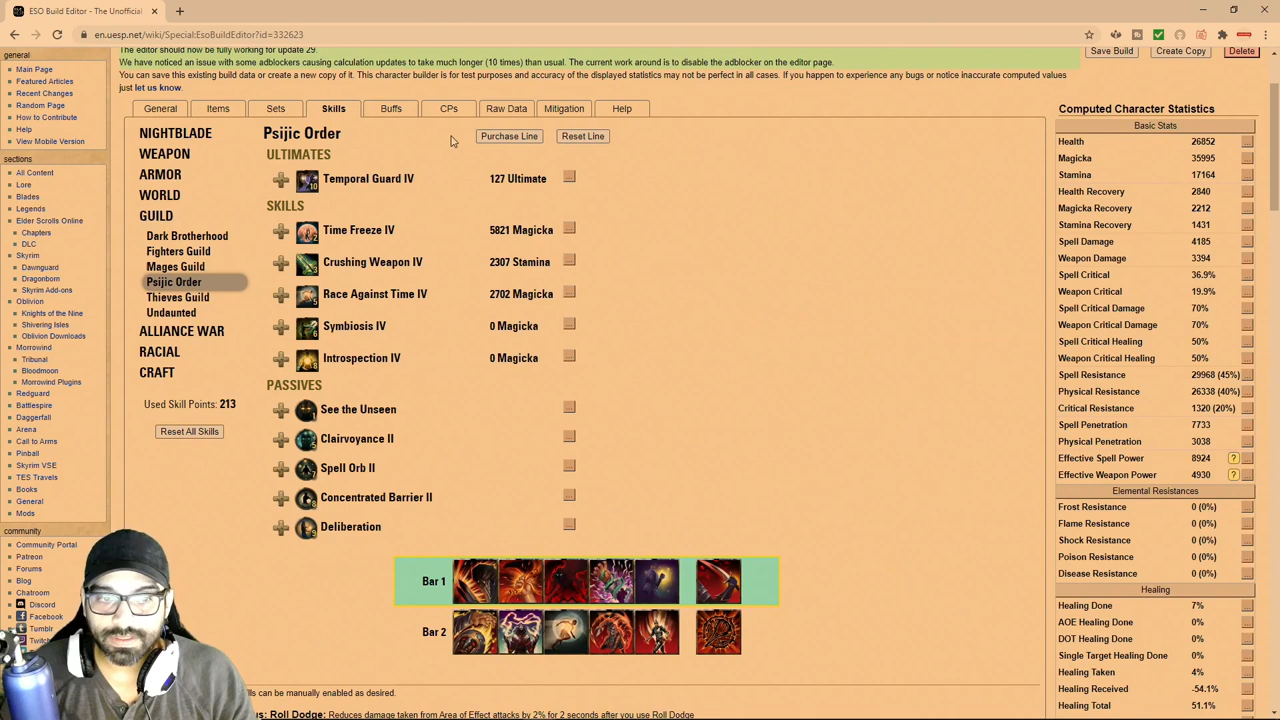 ESO Build Editor - The Unofficial
en.uesp.net/wiki/Special:EsoBuildEditor?id=332623
general
Main Page
Featured Articles
Recent Changes
Random Page
How to Contribute
Help
View Mobile Version
sections
All Content
Lore
Blades
Legends
Elder Scrolls Online
Chapters
DLC
Skyrim
Dawnguard
Dragonborn
Skyrim Add-ons
Oblivion
Knights of the Nine
Shivering Isles
Oblivion Downloads
Morrowind
Tribunal
Bloodmoon
Morrowind Plugins
Redguard
Battlespire
Daggerfall
Arena
Call to Arms
Pinball
Skyrim VSE
TES Travels
Books
General
Mods
community
Community Portal
Patreon
Forums
Blog
Chatroom
Discord
Facebook
Tumblr
Twitch
The editor should now be fully working for update 29.
We have noticed an issue with some adblockers causing calculation updates to take much longer (10 times) than usual. The current work around is to disable the adblocker on the editor page.
You can save this existing build data or create a new copy of it. This character builder is for test purposes and accuracy of the displayed statistics may not be perfect in all cases. If you happen to experience any bugs or notice inaccurate computed values
just let us know.
Save Build Create Copy Delete
General Items Sets Skills Buffs CPs Raw Data Mitigation Help
NIGHTBLADE
WEAPON
ARMOR
WORLD
GUILD
Dark Brotherhood
Fighters Guild
Mages Guild
Psijic Order
Thieves Guild
Undaunted
ALLIANCE WAR
RACIAL
CRAFT
Used Skill Points: 213
Reset All Skills
Psijic Order Purchase Line Reset Line
ULTIMATES
10 Temporal Guard IV 127 Ultimate ...
SKILLS
2 Time Freeze IV 5821 Magicka ...
3 Crushing Weapon IV 2307 Stamina ...
5 Race Against Time IV 2702 Magicka ...
6 Symbiosis IV 0 Magicka ...
8 Introspection IV 0 Magicka ...
PASSIVES
See the Unseen ...
Clairvoyance II ...
Spell Orb II ...
Concentrated Barrier II ...
Deliberation ...
Bar 1
Bar 2
kills can be manually enabled as desired.
us: Roll Dodge: Reduces damage taken from Area of Effect attacks by 2% for 2 seconds after you use Roll Dodge
Computed Character Statistics
Basic Stats
Health 26852 ...
Magicka 35995 ...
Stamina 17164 ...
Health Recovery 2840 ...
Magicka Recovery 2212 ...
Stamina Recovery 1431 ...
Spell Damage 4185 ...
Weapon Damage 3394 ...
Spell Critical 36.9% ...
Weapon Critical 19.9% ...
Spell Critical Damage 70% ...
Weapon Critical Damage 70% ...
Spell Critical Healing 50% ...
Weapon Critical Healing 50% ...
Spell Resistance 29968 (45%) ...
Physical Resistance 26338 (40%) ...
Critical Resistance 1320 (20%) ...
Spell Penetration 7733 ...
Physical Penetration 3038 ...
Effective Spell Power 8924 ? ...
Effective Weapon Power 4930 ? ...
Elemental Resistances
Frost Resistance 0 (0%) ...
Flame Resistance 0 (0%) ...
Shock Resistance 0 (0%) ...
Poison Resistance 0 (0%) ...
Disease Resistance 0 (0%) ...
Healing
Healing Done 7% ...
AOE Healing Done 0% ...
DOT Healing Done 0% ...
Single Target Healing Done 0% ...
Healing Taken 4% ...
Healing Received -54.1% ...
Healing Total 51.1% ...